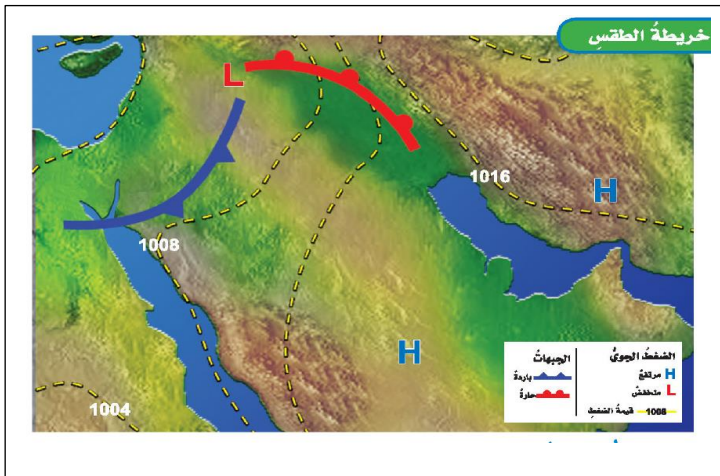 خريطةُ الطقسِ
L
1016
H
1008
H
1004
الضغطُ الجويُّ
H مرتفعٌ
L منخفضٌ
1008 قيمةُ الضغطِ
الجبهاتُ
باردةٌ
حارةٌ